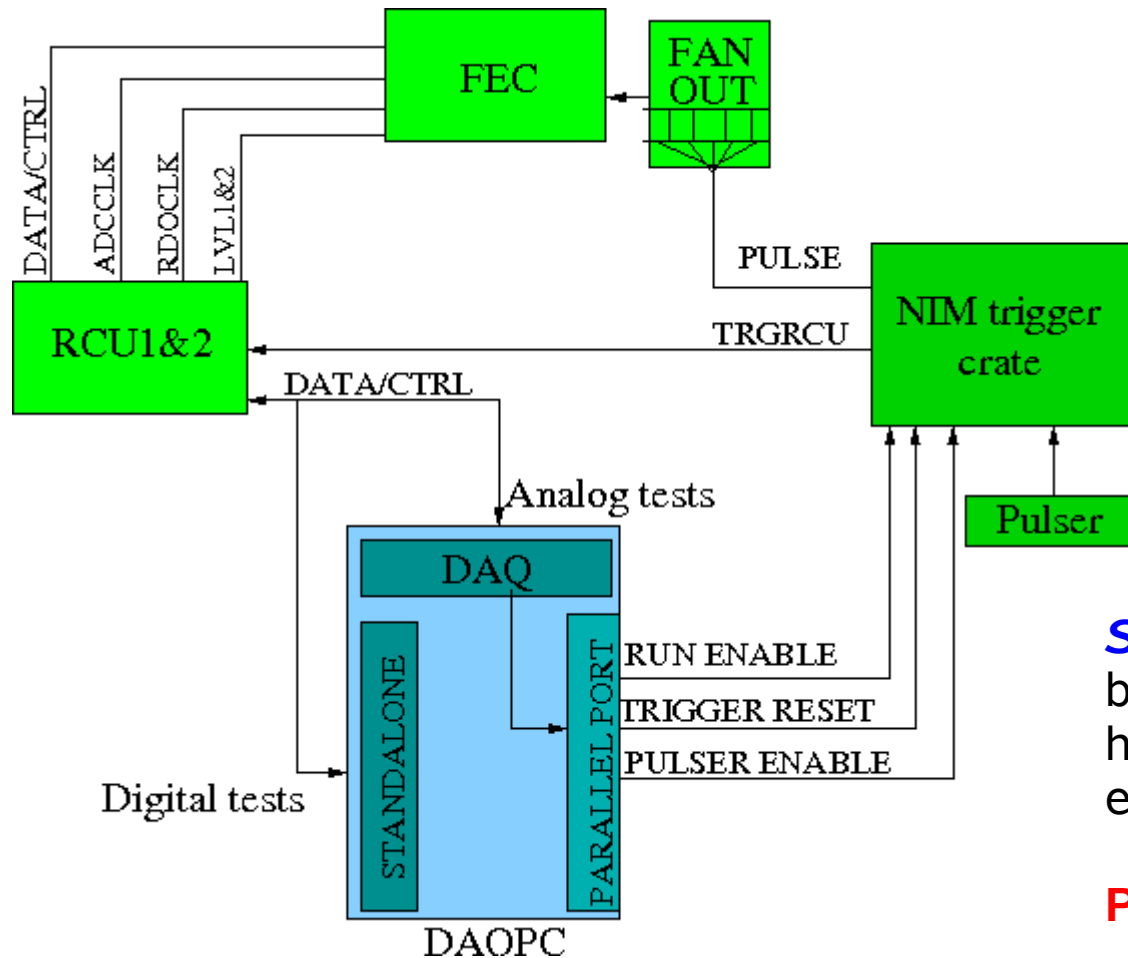 FEC
FAN
OUT
DATA/CTRL
ADCCLK
RDOCLK
LVL1&2
PULSE
NIM trigger
crate
TRGRCU
RCU1&2
DATA/CTRL
Analog tests
Pulser
DAQ
RUN ENABLE
TRIGGER RESET
PULSER ENABLE
STANDALONE
PARALLEL PORT
Digital tests
DAQPC
S
b
h
e
P